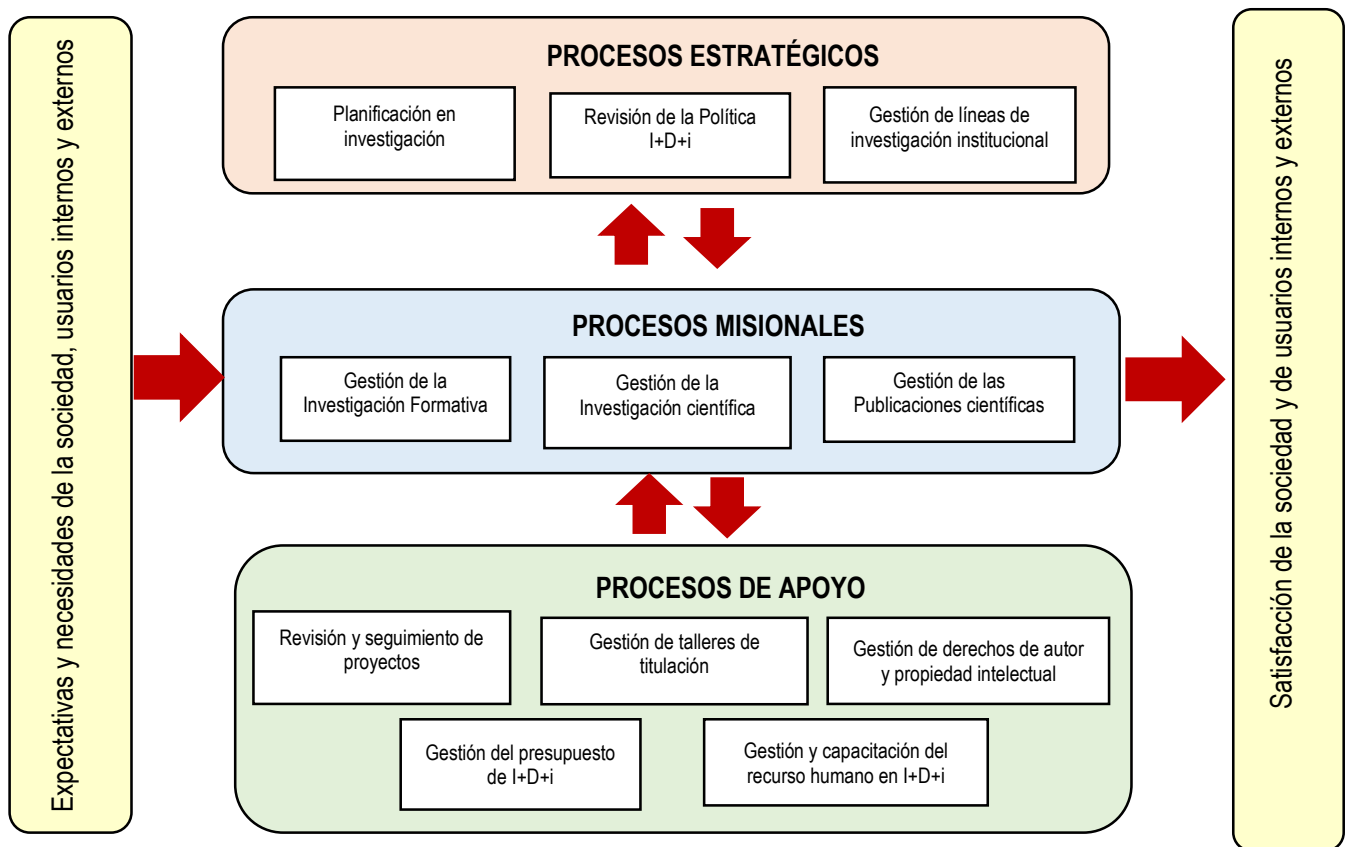 Expectativas y necesidades de la sociedad, usuarios internos y externos
PROCESOS ESTRATÉGICOS
Planificación en
investigación
Revisión de la Política
I+D+i
Gestión de líneas de
investigación institucional
PROCESOS MISIONALES
Gestión de la
Investigación Formativa
Gestión de la
Investigación científica
Gestión de las
Publicaciones científicas
PROCESOS DE APOYO
Revisión y seguimiento de
proyectos
Gestión de talleres de
titulación
Gestión de derechos de autor
y propiedad intelectual
Gestión del presupuesto
de I+D+i
Gestión y capacitación del
recurso humano en I+D+i
Satisfacción de la sociedad y de usuarios internos y externos